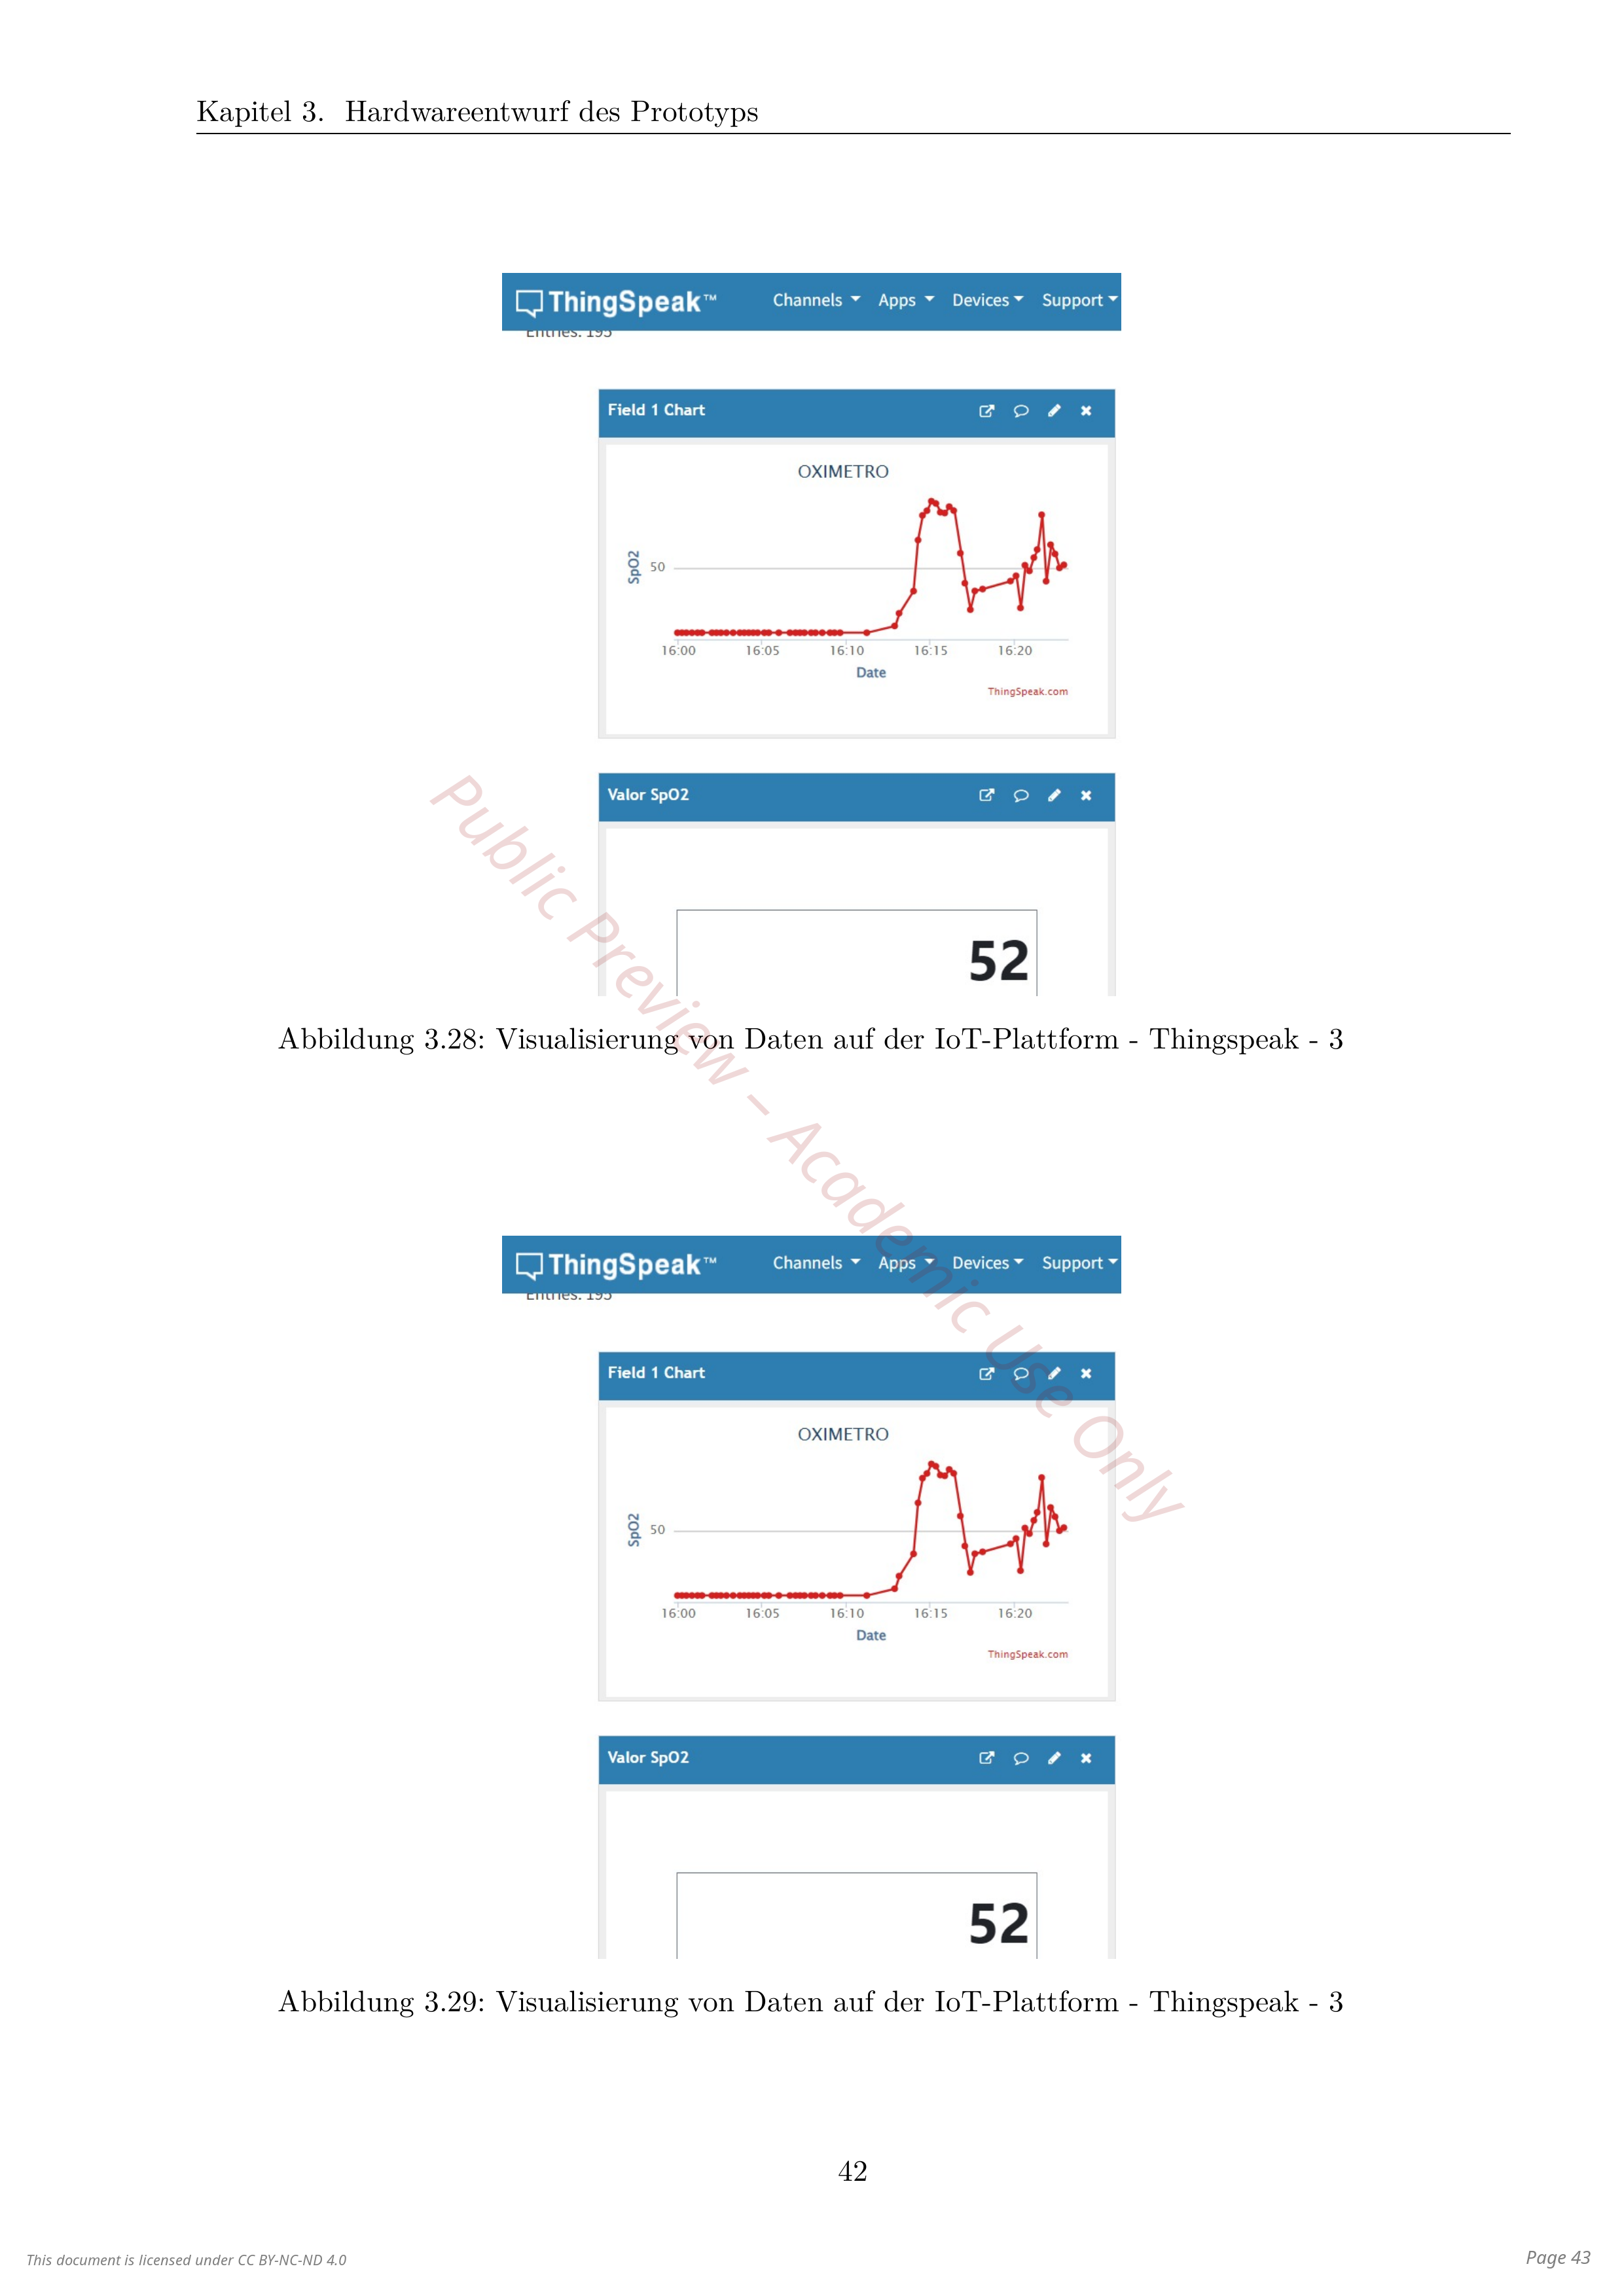 Kapitel 3. Hardwareentwurf des Prototyps
ThingSpeak™ Channels Apps Devices Support
Entries: 195
Field 1 Chart
OXIMETRO
SpO2
50
16:00 16:05 16:10 16:15 16:20
Date
ThingSpeak.com
Valor SpO2
52
Abbildung 3.28: Visualisierung von Daten auf der IoT-Plattform - Thingspeak - 3
ThingSpeak™ Channels Apps Devices Support
Entries: 195
Field 1 Chart
OXIMETRO
SpO2
50
16:00 16:05 16:10 16:15 16:20
Date
ThingSpeak.com
Valor SpO2
52
Abbildung 3.29: Visualisierung von Daten auf der IoT-Plattform - Thingspeak - 3
Public Preview – Academic Use Only
42
This document is licensed under CC BY-NC-ND 4.0
Page 43